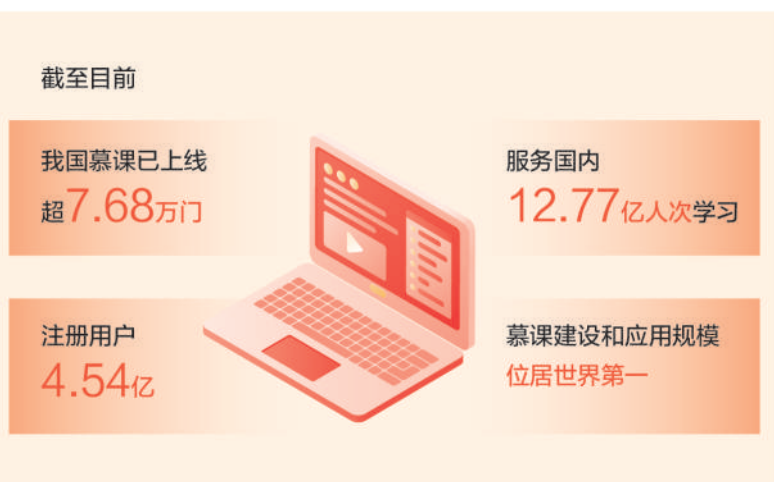 截至目前
我国慕课已上线
超7.68万门
服务国内
12.77亿人次学习
注册用户
4.54亿
慕课建设和应用规模
位居世界第一